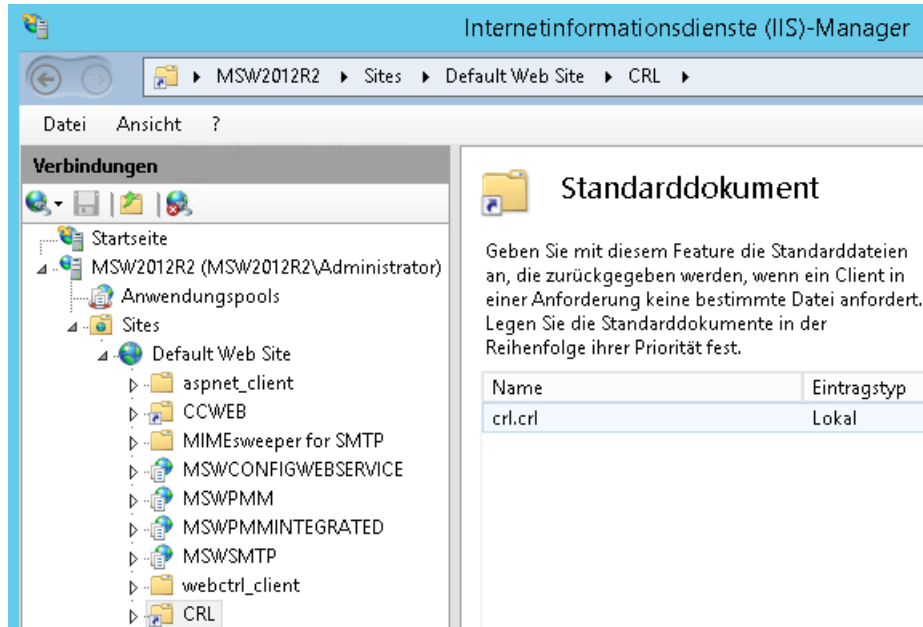 Internetinformationsdienste (IIS)-Manager
MSW2012R2 Sites Default Web Site CRL
Datei Ansicht ?
Verbindungen
Startseite
MSW2012R2 (MSW2012R2\Administrator)
Anwendungspools
Sites
Default Web Site
aspnet_client
CCWEB
MIMEsweeper for SMTP
MSWCONFIGWEBSERVICE
MSWPMM
MSWPMMINTEGRATED
MSWSMTP
webctrl_client
CRL
Standarddokument
Geben Sie mit diesem Feature die Standarddateien
an, die zurückgegeben werden, wenn ein Client in
einer Anforderung keine bestimmte Datei anfordert.
Legen Sie die Standarddokumente in der
Reihenfolge ihrer Priorität fest.
Name Eintragstyp
crl.crl Lokal